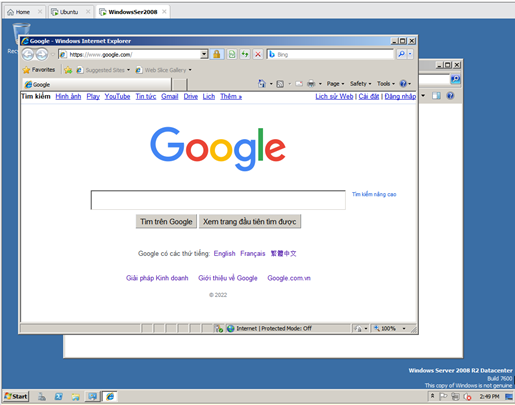 Home
Ubuntu
WindowsSer2008
Google - Windows Internet Explorer
https://www.google.com/
Bing
Favorites
Suggested Sites
Web Slice Gallery
Google
Page
Safety
Tools
Tìm kiếm Hình ảnh Play YouTube Tin tức Gmail Drive Lịch Thêm »
Lịch sử Web | Cài đặt | Đăng nhập
Google
Tìm kiếm nâng cao
Tìm trên Google
Xem trang đầu tiên tìm được
Google có các thứ tiếng: English Français 繁體中文
Giải pháp Kinh doanh
Giới thiệu về Google
Google.com.vn
© 2022
Internet | Protected Mode: Off
100%
Windows Server 2008 R2 Datacenter
Build 7600
This copy of Windows is not genuine
Start
2:49 PM